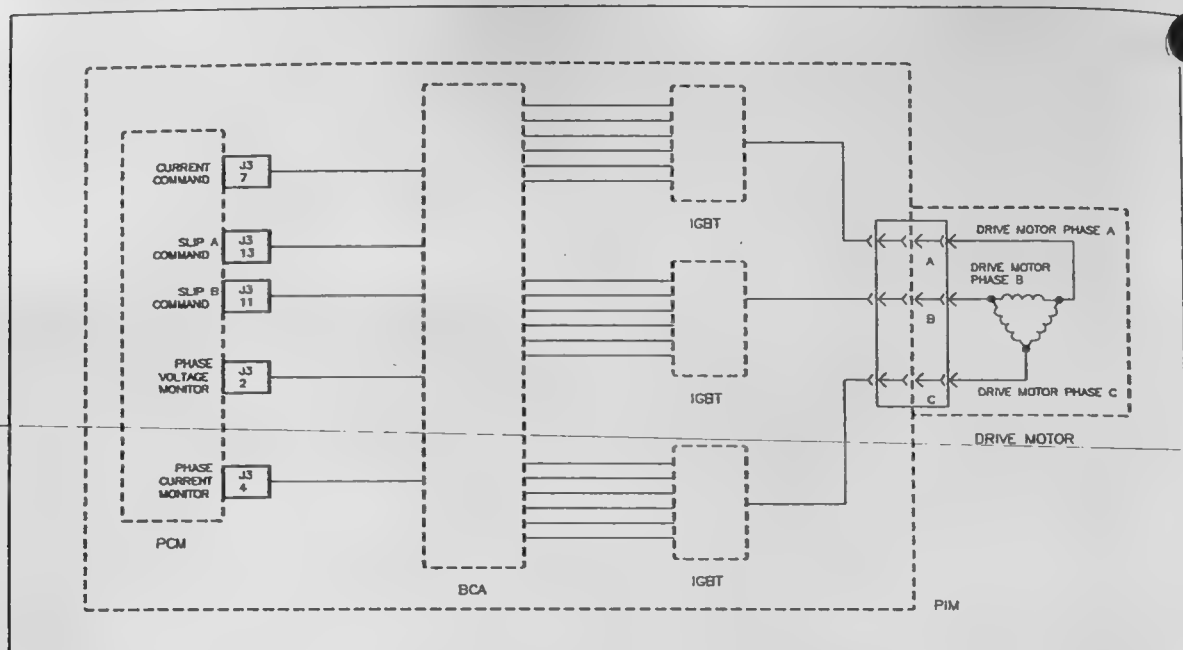 CURRENT
COMMAND
J3
7
SLIP A
COMMAND
J3
13
SLIP B
COMMAND
J3
11
PHASE
VOLTAGE
MONITOR
J3
2
PHASE
CURRENT
MONITOR
J3
4
PCM
BCA
IGBT
IGBT
IGBT
DRIVE MOTOR PHASE A
A
DRIVE MOTOR
PHASE B
B
DRIVE MOTOR PHASE C
C
DRIVE MOTOR
PIM